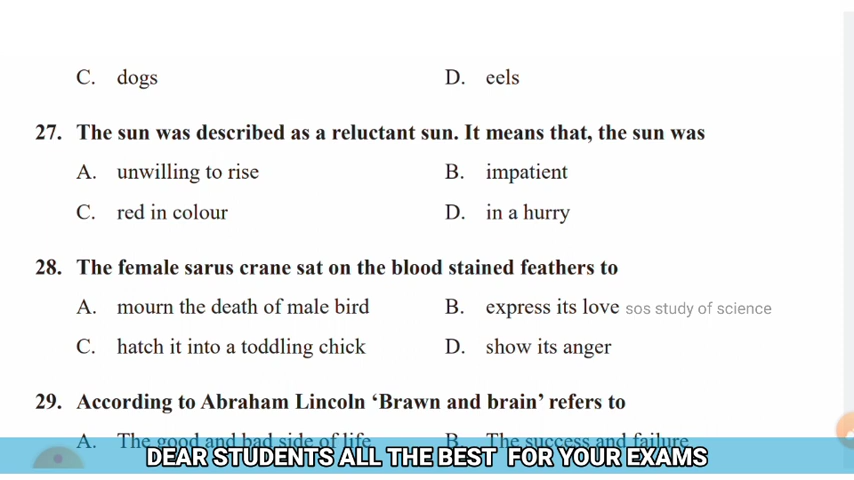 C. dogs D. eels
27. The sun was described as a reluctant sun. It means that, the sun was
A. unwilling to rise B. impatient
C. red in colour D. in a hurry
28. The female sarus crane sat on the blood stained feathers to
A. mourn the death of male bird B. express its love sos study of science
C. hatch it into a toddling chick D. show its anger
29. According to Abraham Lincoln ‘Brawn and brain’ refers to
A. The good and bad side of life B. The success and failure
DEAR STUDENTS ALL THE BEST FOR YOUR EXAMS